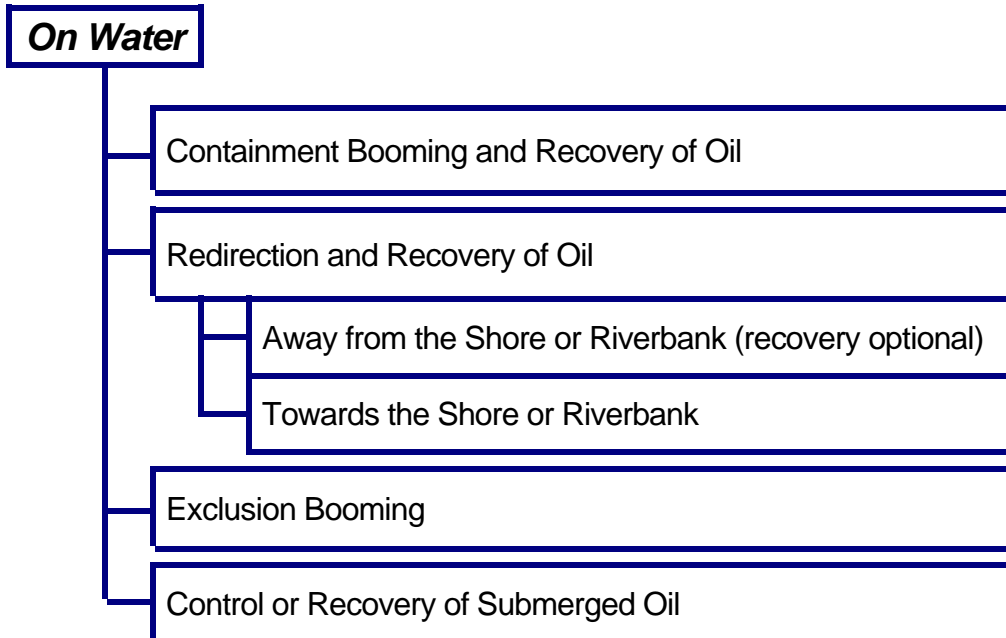 On Water
Containment Booming and Recovery of Oil
Redirection and Recovery of Oil
Away from the Shore or Riverbank (recovery optional)
Towards the Shore or Riverbank
Exclusion Booming
Control or Recovery of Submerged Oil